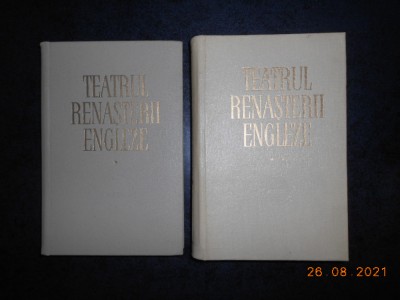 TEATRUL
RENAȘTERII
ENGLEZE
*
TEATRUL
RENAȘTERII
ENGLEZE
* *
26.08.2021